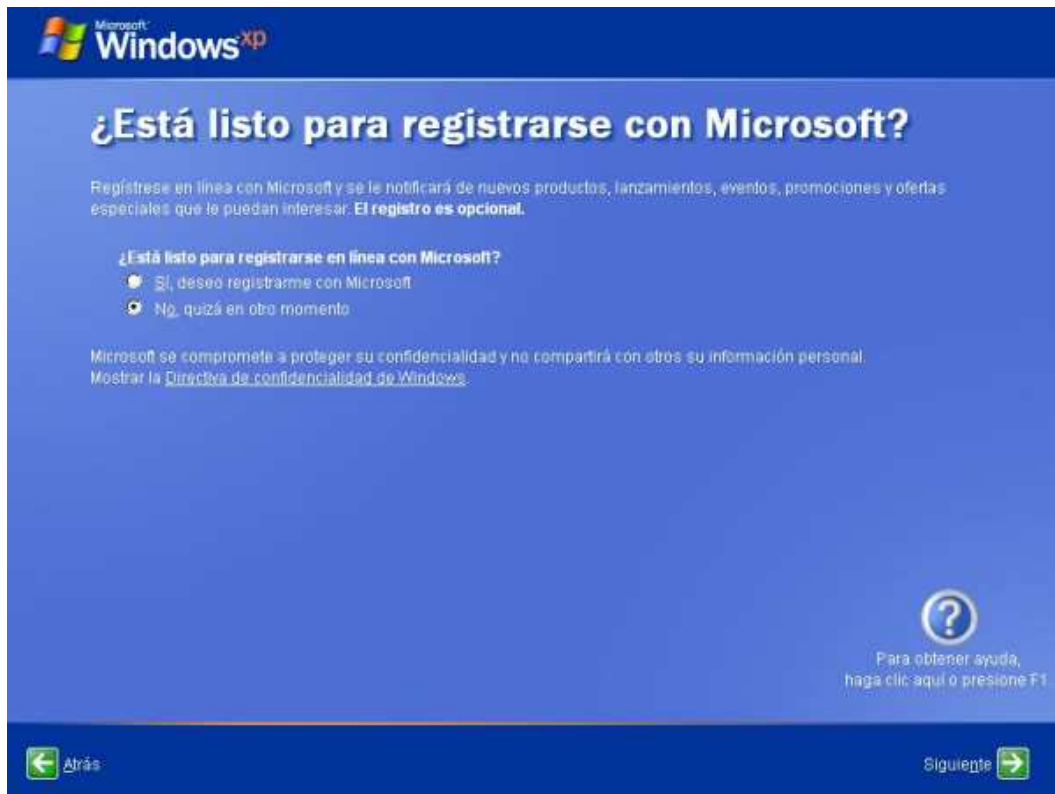 Microsoft
Windows xp
¿Está listo para registrarse con Microsoft?
Regístrese en línea con Microsoft y se le notificará de nuevos productos, lanzamientos, eventos, promociones y ofertas
especiales que le puedan interesar. El registro es opcional.
¿Está listo para registrarse en línea con Microsoft?
Sí, deseo registrarme con Microsoft
No, quizá en otro momento
Microsoft se compromete a proteger su confidencialidad y no compartirá con otros su información personal.
Mostrar la Directiva de confidencialidad de Windows.
Para obtener ayuda,
haga clic aquí o presione F1
Atrás
Siguiente